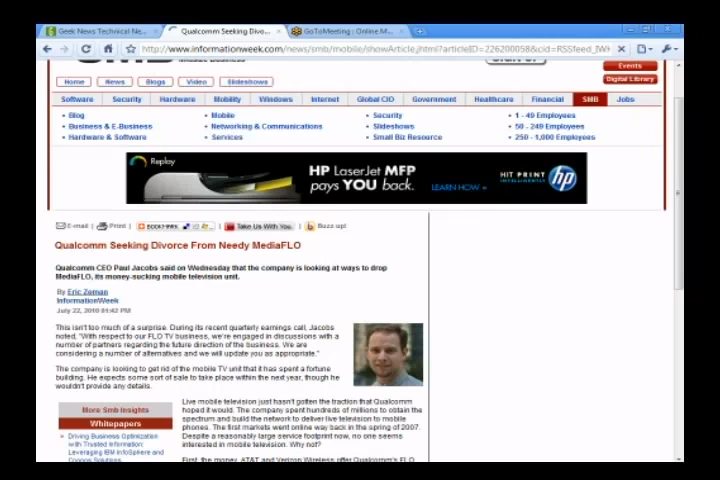 Geek News Technical Ne...
Qualcomm Seeking Divo...
GoToMeeting : Online M...
http://www.informationweek.com/news/smb/mobile/showArticle.jhtml?articleID=226200058&cid=RSSfeed_IW
Events
Home
News
Blogs
Video
Slideshows
Digital Library
Software
Security
Hardware
Mobility
Windows
Internet
Global CIO
Government
Healthcare
Financial
SMB
Jobs
• Blog
• Mobile
• Security
• 1 - 49 Employees
• Business & E-Business
• Networking & Communications
• Slideshows
• 50 - 249 Employees
• Hardware & Software
• Services
• Small Biz Resource
• 250 - 1,000 Employees
Replay
HP LaserJet MFP
pays YOU back.
LEARN HOW »
HIT PRINT
INTELLIGENTLY
hp
E-mail | Print | BOOKMARK | Take Us With You. | Buzz up!
Qualcomm Seeking Divorce From Needy MediaFLO
Qualcomm CEO Paul Jacobs said on Wednesday that the company is looking at ways to drop
MediaFLO, its money-sucking mobile television unit.
By Eric Zeman
InformationWeek
July 22, 2010 01:42 PM
This isn't too much of a surprise. During its recent quarterly earnings call, Jacobs
noted, "With respect to our FLO TV business, we're engaged in discussions with a
number of partners regarding the future direction of the business. We are
considering a number of alternatives and we will update you as appropriate."
The company is looking to get rid of the mobile TV unit that it has spent a fortune
building. He expects some sort of sale to take place within the next year, though he
wouldn't provide any details.
More Smb Insights
Whitepapers
Driving Business Optimization
with Trusted Information:
Leveraging IBM InfoSphere and
Live mobile television just hasn't gotten the traction that Qualcomm
hoped it would. The company spent hundreds of millions to obtain the
spectrum and build the network to deliver live television to mobile
phones. The first markets went online way back in the spring of 2007.
Despite a reasonably large service footprint now, no one seems
interested in mobile television. Why not?
First, the money. AT&T and Verizon Wireless offer Qualcomm's FLO